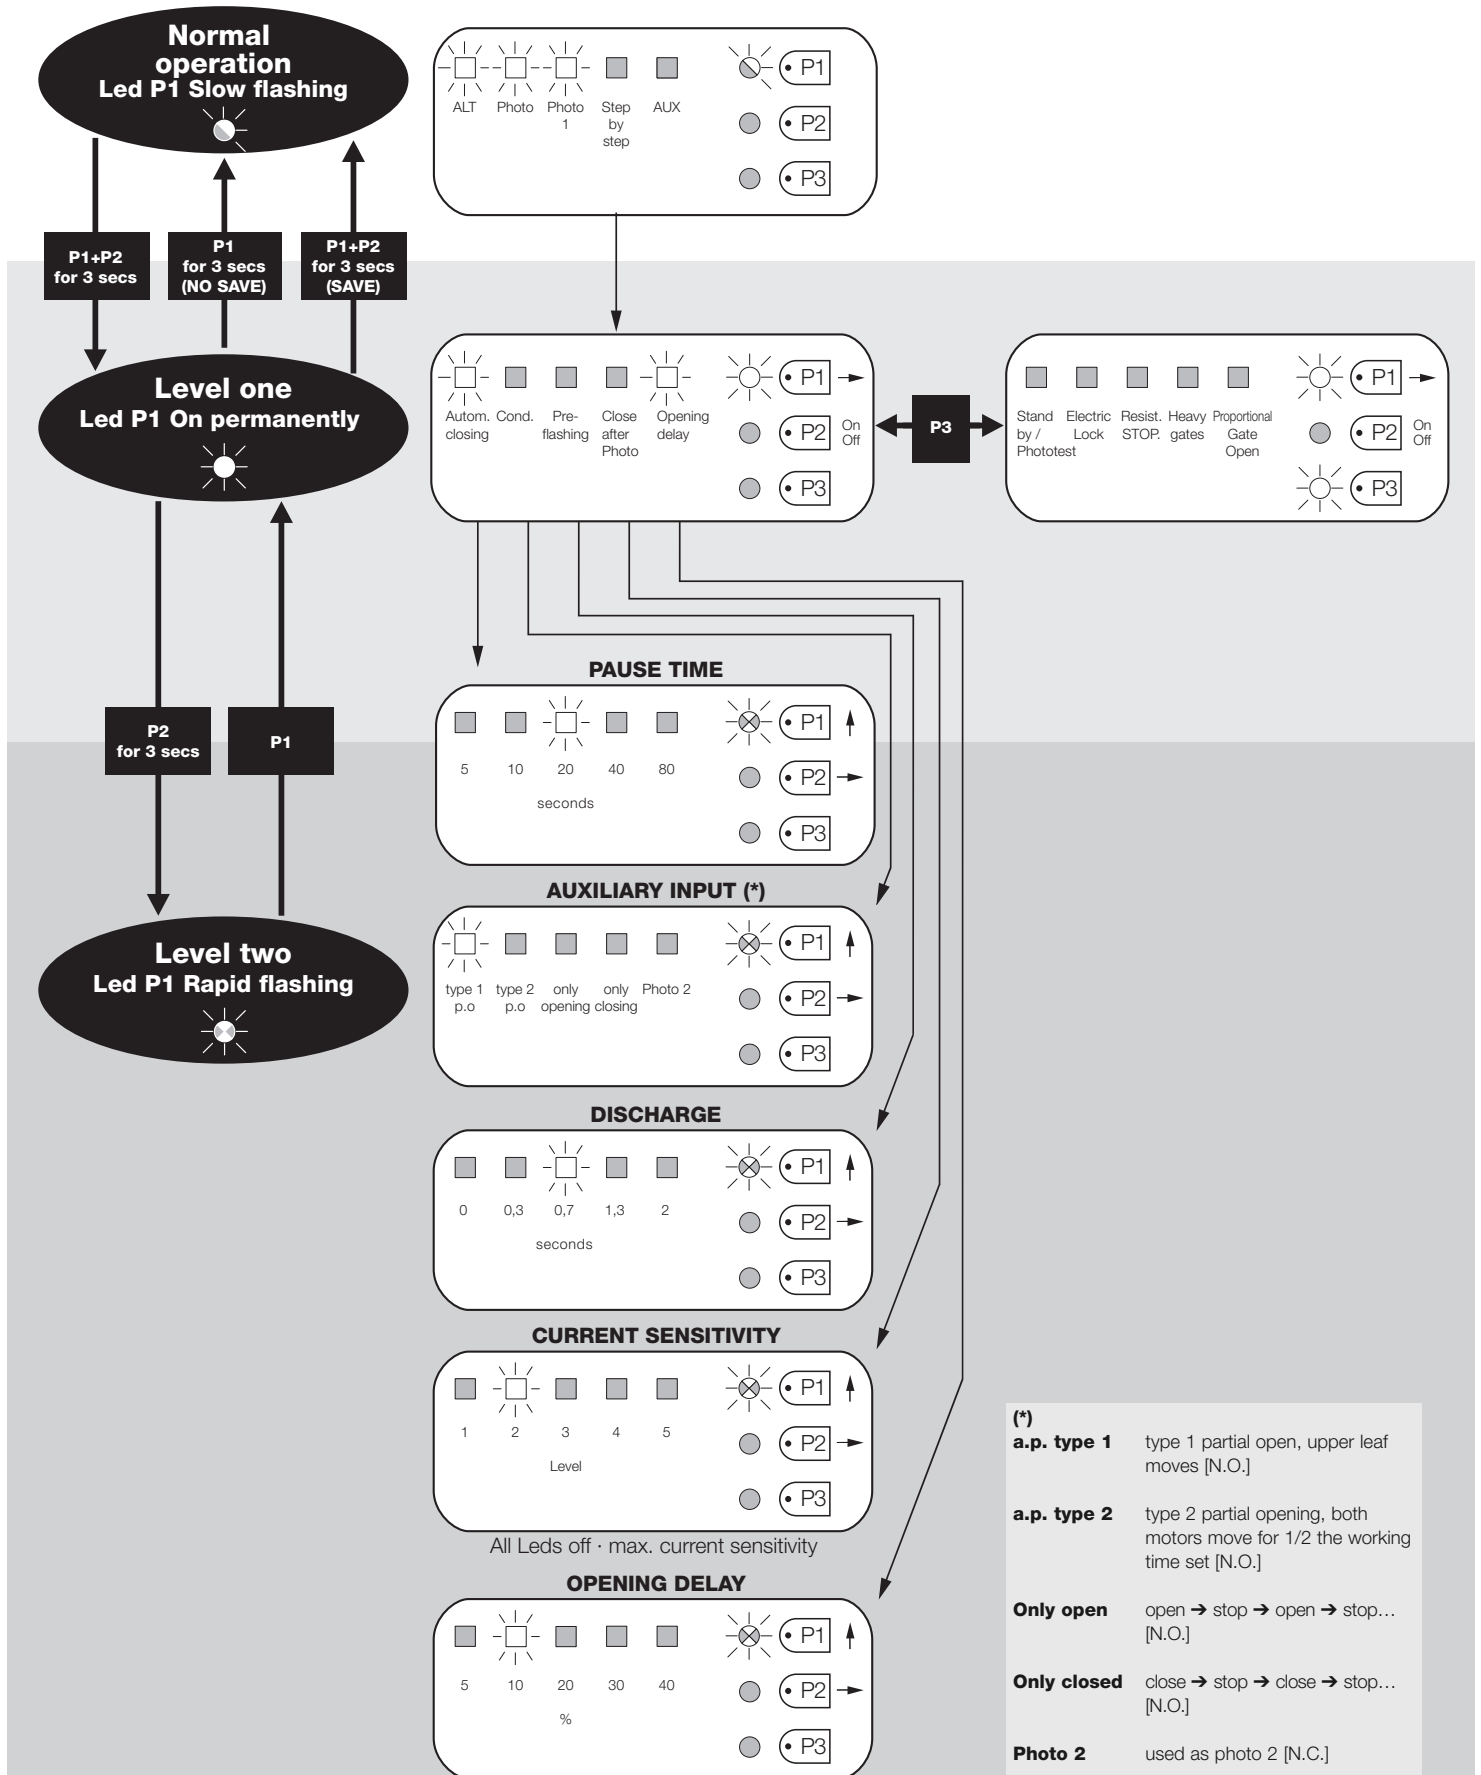 Normal
operation
Led P1 Slow flashing
ALT Photo Photo 1 Step by step AUX
P1
P2
P3
P1+P2
for 3 secs
P1
for 3 secs
(NO SAVE)
P1+P2
for 3 secs
(SAVE)
Level one
Led P1 On permanently
Autom. closing
Cond.
Pre-flashing
Close after Photo
Opening delay
P1
P2 On Off
P3
P3
Stand by / Phototest
Electric Lock
Resist. STOP.
Heavy gates
Proportional Gate Open
P1
P2 On Off
P3
P2
for 3 secs
P1
Level two
Led P1 Rapid flashing
PAUSE TIME
5 10 20 40 80
seconds
P1
P2
P3
AUXILIARY INPUT (*)
type 1 p.o
type 2 p.o
only opening
only closing
Photo 2
P1
P2
P3
DISCHARGE
0 0,3 0,7 1,3 2
seconds
P1
P2
P3
CURRENT SENSITIVITY
1 2 3 4 5
Level
P1
P2
P3
All Leds off · max. current sensitivity
OPENING DELAY
5 10 20 30 40
%
P1
P2
P3
(*)
a.p. type 1 type 1 partial open, upper leaf
moves [N.O.]
a.p. type 2 type 2 partial opening, both
motors move for 1/2 the working
time set [N.O.]
Only open open ➔ stop ➔ open ➔ stop…
[N.O.]
Only closed close ➔ stop ➔ close ➔ stop…
[N.O.]
Photo 2 used as photo 2 [N.C.]